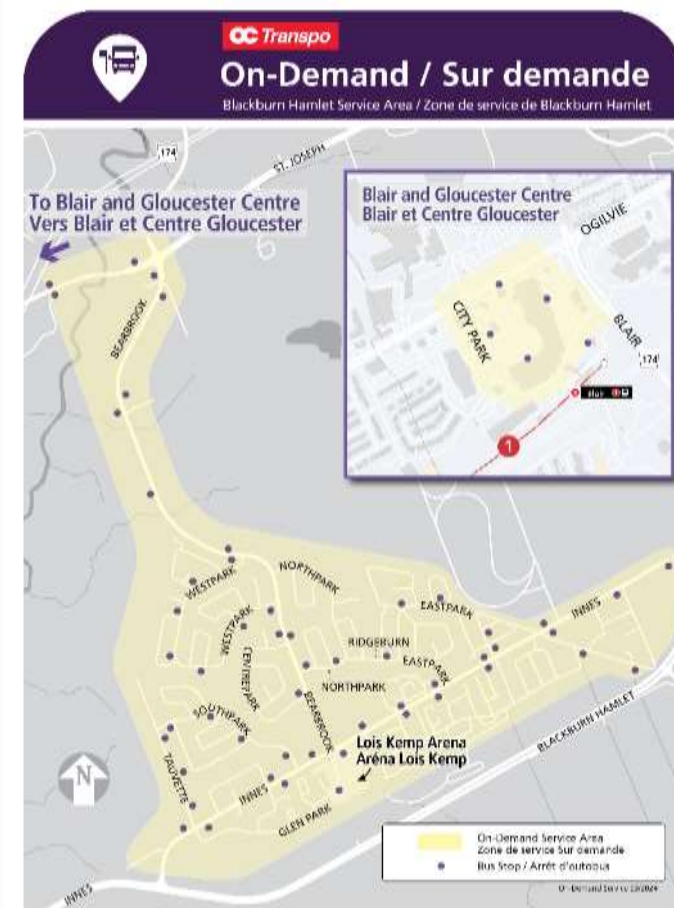 OC Transpo
On-Demand / Sur demande
Blackburn Hamlet Service Area / Zone de service de Blackburn Hamlet
174
ST. JOSEPH
To Blair and Gloucester Centre
Vers Blair et Centre Gloucester
BEARBROOK
Blair and Gloucester Centre
Blair et Centre Gloucester
OGILVIE
CITY PARK
BLAIR
174
Blair
1
NORTHPARK
WESTPARK
EASTPARK
INNES
WESTPARK
CENTREPARK
RIDGEBURN
EASTPARK
NORTHPARK
BEARBROOK
SOUTHPARK
TAUVETTE
BLACKBURN HAMLET
Lois Kemp Arena
Aréna Lois Kemp
N
INNES
GLEN PARK
INNES
On-Demand Service Area
Zone de service Sur demande
Bus Stop / Arrêt d'autobus